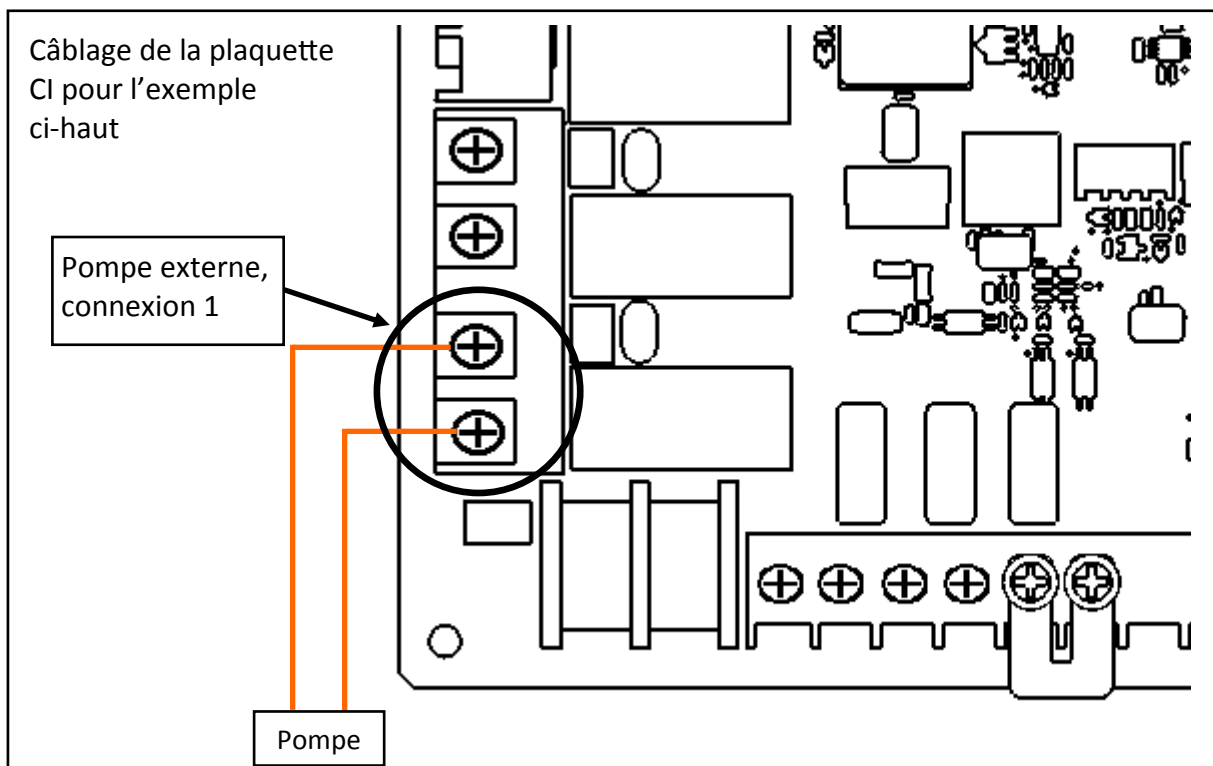 Câblage de la plaquette
CI pour l’exemple
ci-haut
Pompe externe,
connexion 1
Pompe